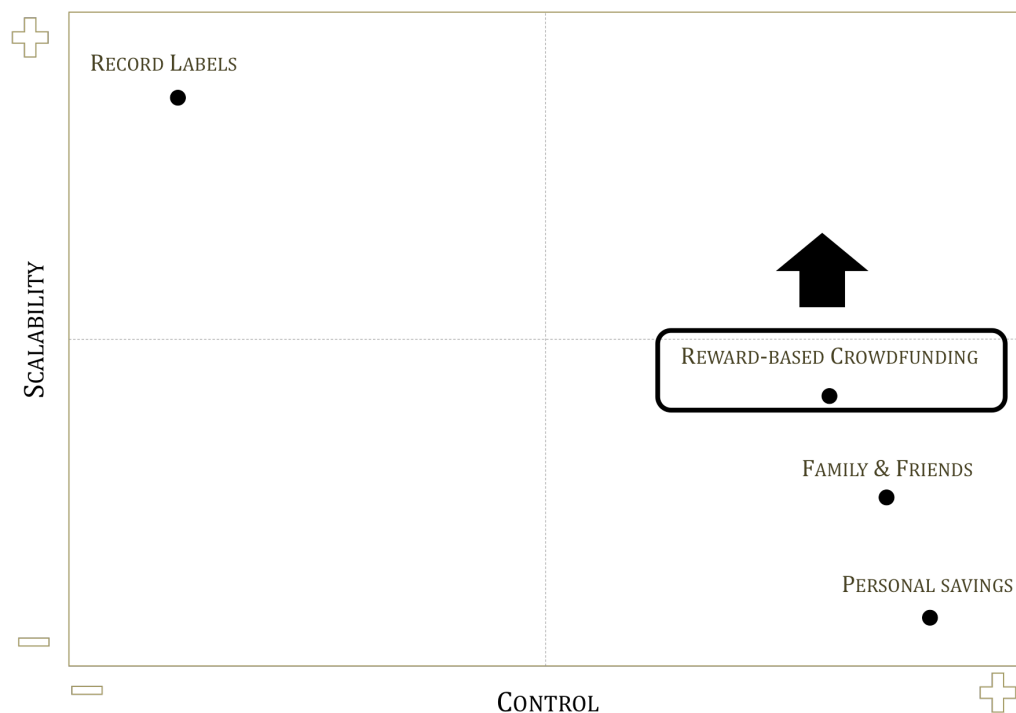 RECORD LABELS
SCALABILITY
REWARD-BASED CROWDFUNDING
FAMILY & FRIENDS
PERSONAL SAVINGS
CONTROL